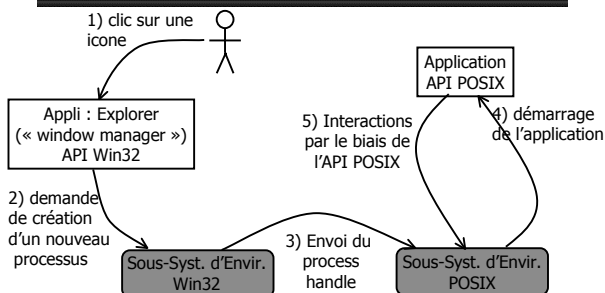 1) clic sur une
icone
Appli : Explorer
(« window manager »)
API Win32
2) demande
de création
d'un nouveau
processus
Sous-Syst. d'Envir.
Win32
3) Envoi du
process
handle
Sous-Syst. d'Envir.
POSIX
4) démarrage
de l'application
Application
API POSIX
5) Interactions
par le biais de
l'API POSIX